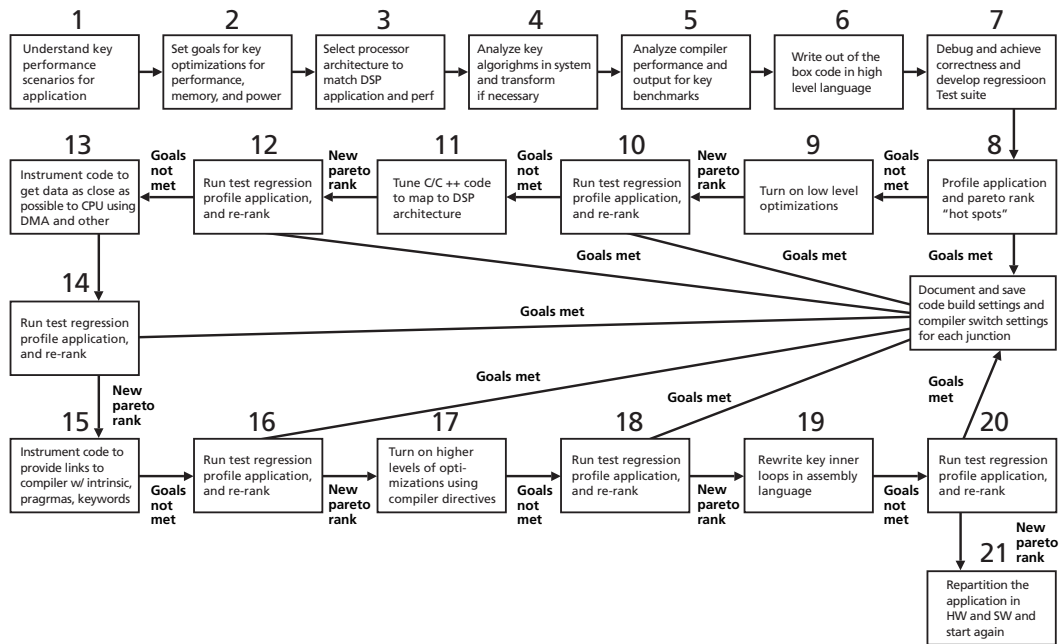 1
Understand key
performance
scenarios for
application
2
Set goals for key
optimizations for
performance,
memory, and power
3
Select processor
architecture to
match DSP
application and perf
4
Analyze key
algorighms in system
and transform
if necessary
5
Analyze compiler
performance and
output for key
benchmarks
6
Write out of the
box code in high
level language
7
Debug and achieve
correctness and
develop regressioon
Test suite
8
Profile application
and pareto rank
“hot spots”
Goals
not
met
Goals met
9
Turn on low level
optimizations
New
pareto
rank
10
Run test regression
profile application,
and re-rank
Goals
not
met
Goals met
11
Tune C/C ++ code
to map to DSP
architecture
New
pareto
rank
12
Run test regression
profile application,
and re-rank
Goals
not
met
Goals met
13
Instrument code to
get data as close as
possible to CPU using
DMA and other
14
Run test regression
profile application,
and re-rank
Goals met
New
pareto
rank
Document and save
code build settings and
compiler switch settings
for each junction
15
Instrument code to
provide links to
compiler w/ intrinsic,
pragrmas, keywords
Goals
not
met
16
Run test regression
profile application,
and re-rank
Goals met
New
pareto
rank
17
Turn on higher
levels of opti-
mizations using
compiler directives
Goals
not
met
18
Run test regression
profile application,
and re-rank
Goals met
New
pareto
rank
19
Rewrite key inner
loops in assembly
language
Goals
not met
20
Run test regression
profile application,
and re-rank
Goals
met
New
pareto
rank
21
Repartition the
application in
HW and SW and
start again